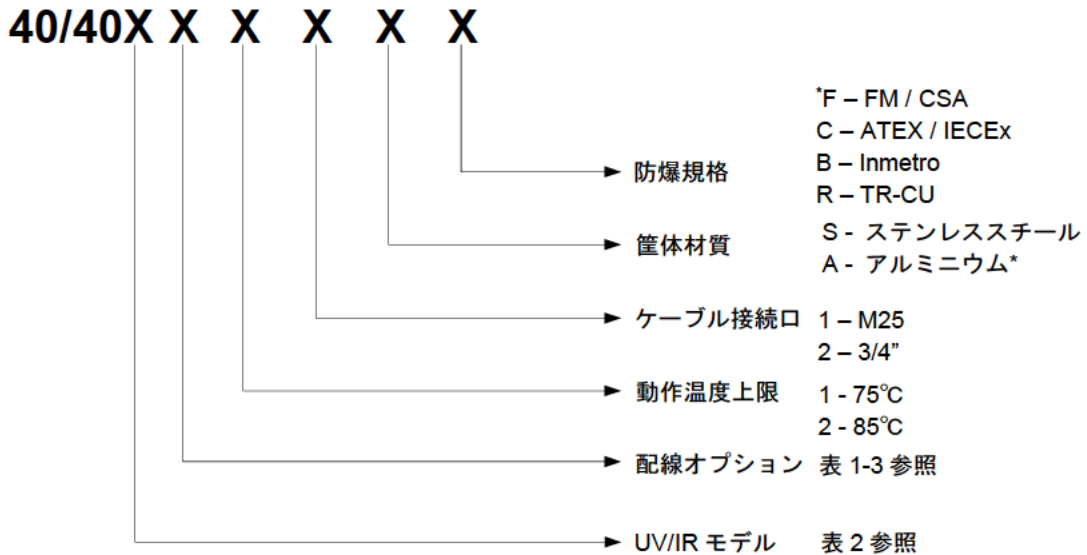 40/40X X X X X X
*F – FM / CSA
C – ATEX / IECEx
防爆規格
B – Inmetro
R – TR-CU
筐体材質
S - ステンレススチール
A - アルミニウム*
ケーブル接続口
1 – M25
2 – 3/4”
動作温度上限
1 - 75℃
2 - 85℃
配線オプション 表 1-3 参照
UV/IR モデル 表 2 参照